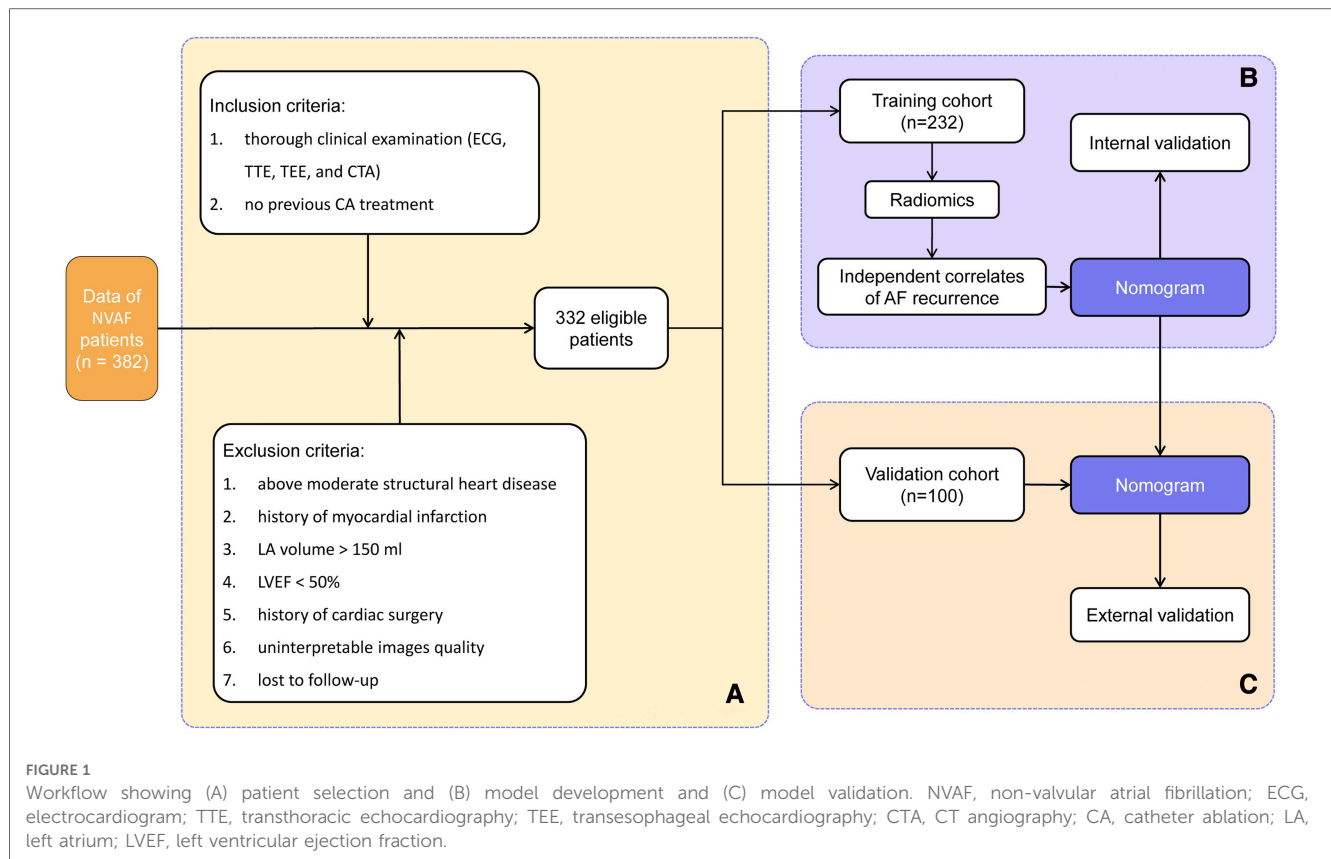 Inclusion criteria:
1. thorough clinical examination (ECG,
TTE, TEE, and CTA)
2. no previous CA treatment
Data of
NVAF
patients
(n = 382)
332 eligible
patients
Exclusion criteria:
1. above moderate structural heart disease
2. history of myocardial infarction
3. LA volume > 150 ml
4. LVEF < 50%
5. history of cardiac surgery
6. uninterpretable images quality
7. lost to follow-up
A
B
Training cohort
(n=232)
Radiomics
Independent correlates
of AF recurrence
Internal validation
Nomogram
Validation cohort
(n=100)
Nomogram
External validation
C
FIGURE 1
Workflow showing (A) patient selection and (B) model development and (C) model validation. NVAF, non-valvular atrial fibrillation; ECG,
electrocardiogram; TTE, transthoracic echocardiography; TEE, transesophageal echocardiography; CTA, CT angiography; CA, catheter ablation; LA,
left atrium; LVEF, left ventricular ejection fraction.